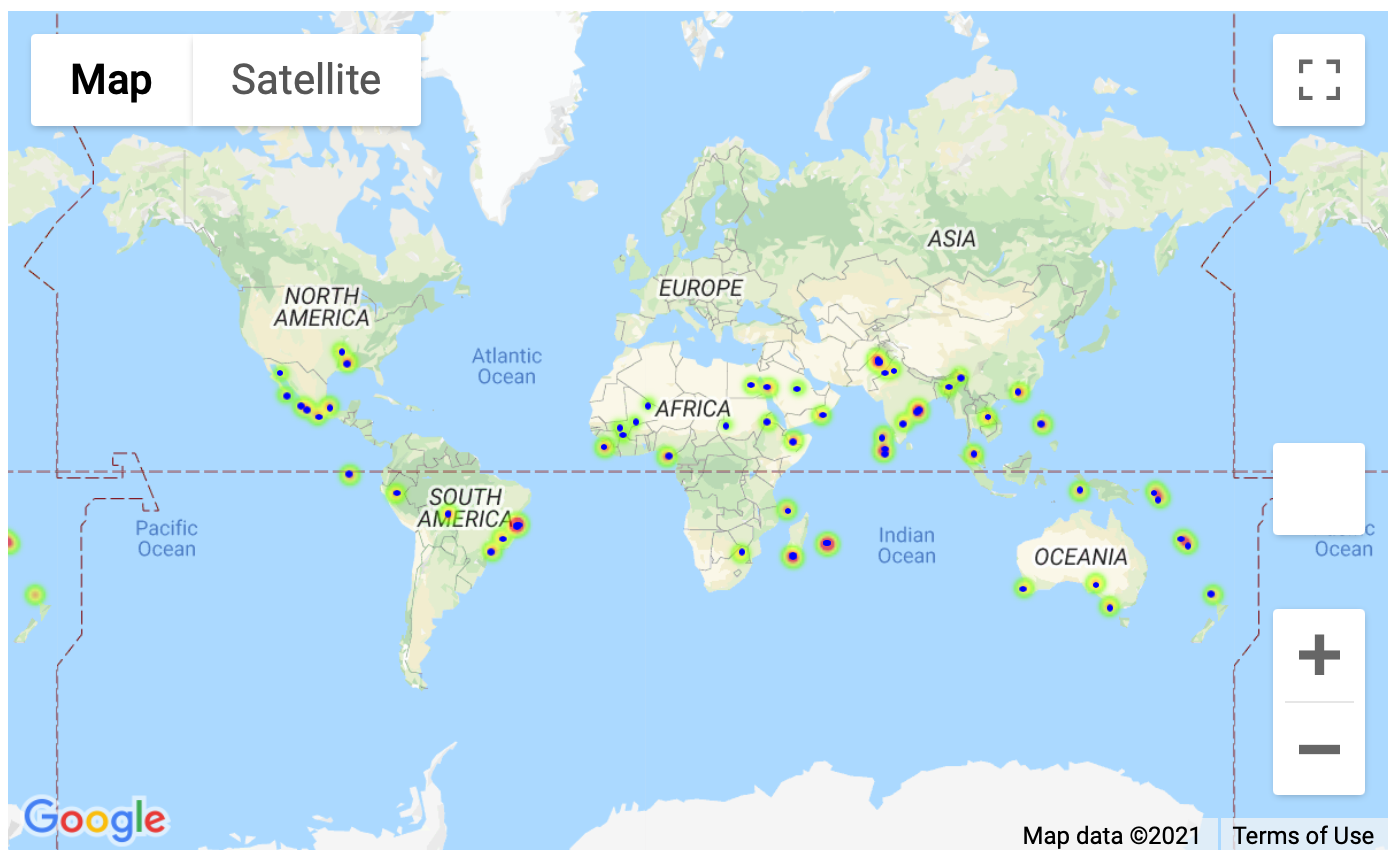 Map Satellite
ASIA
NORTH
AMERICA
EUROPE
Atlantic
Ocean
AFRICA
SOUTH
AMERICA
Pacific
Ocean
Indian
Ocean
OCEANIA
Ocean
Google
Map data ©2021 Terms of Use